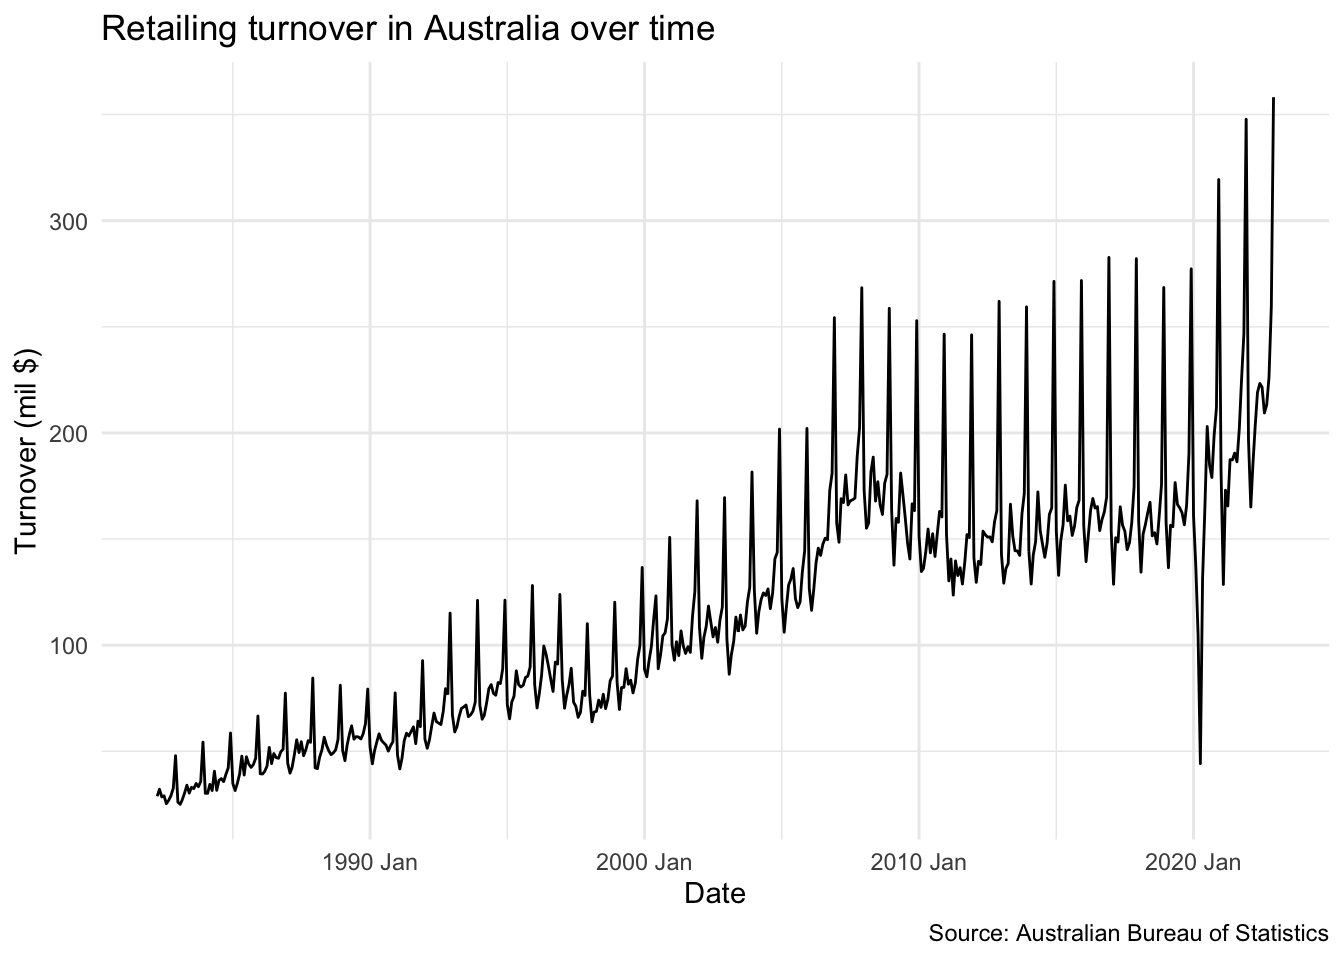 Retailing turnover in Australia over time
Turnover (mil $)
300
200
100
1990 Jan
2000 Jan
2010 Jan
2020 Jan
Date
Source: Australian Bureau of Statistics